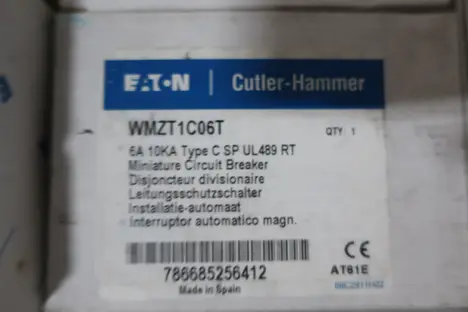 EATON | Cutler-Hammer
WMZT1C06T QTY 1
6A 10KA Type C SP UL489 RT
Miniature Circuit Breaker
Disjoncteur divisionaire
Leitungsschutzschalter
Installatie-automaat
Interruptor automatico magn.
CE
786685256412 AT61E
Made in Spain